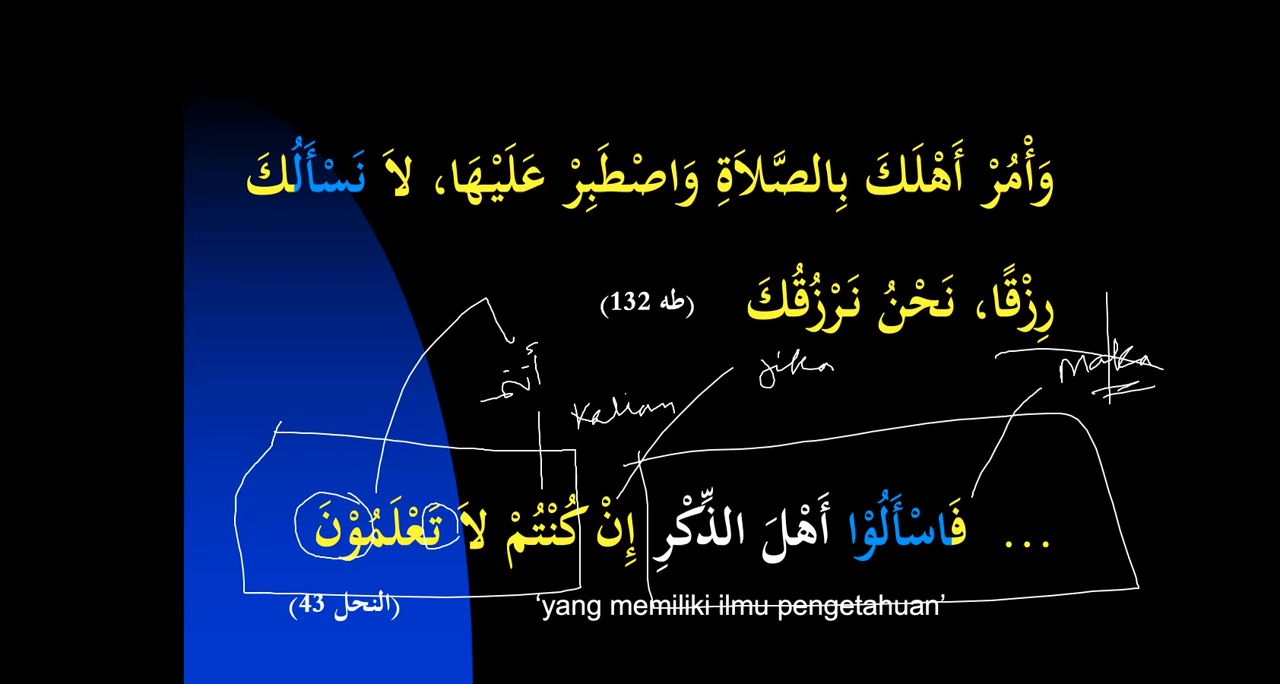 وَأْمُرْ أَهْلَكَ بِالصَّلاَةِ وَاصْطَبِرْ عَلَيْهَا، لاَ نَسْأَلُكَ
رِزْقًا، نَحْنُ نَرْزُقُكَ (طه 132)
Maka
jika
أنتم
Kalian
... فَاسْأَلُوْا أَهْلَ الذِّكْرِ إِنْ كُنْتُمْ لاَ تَعْلَمُوْنَ
‘yang memiliki ilmu pengetahuan’ (النحل 43)